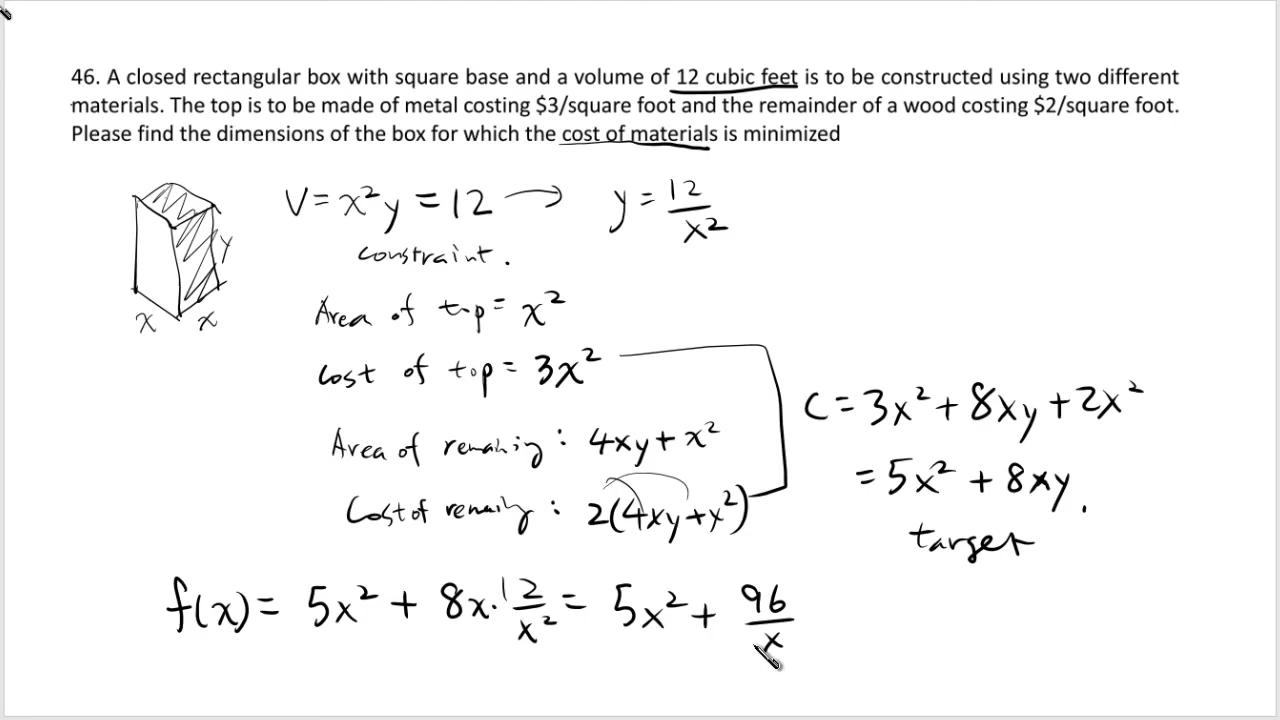 46. A closed rectangular box with square base and a volume of 12 cubic feet is to be constructed using two different
materials. The top is to be made of metal costing $3/square foot and the remainder of a wood costing $2/square foot.
Please find the dimensions of the box for which the cost of materials is minimized
V = x²y = 12 → y = 12/x²
constraint.
y
x x
Area of top = x²
Cost of top = 3x²
C = 3x² + 8xy + 2x²
Area of remainig : 4xy + x²
= 5x² + 8xy.
Cost of remaily : 2(4xy + x²)
target
f(x) = 5x² + 8x · 12/x² = 5x² + 96/x